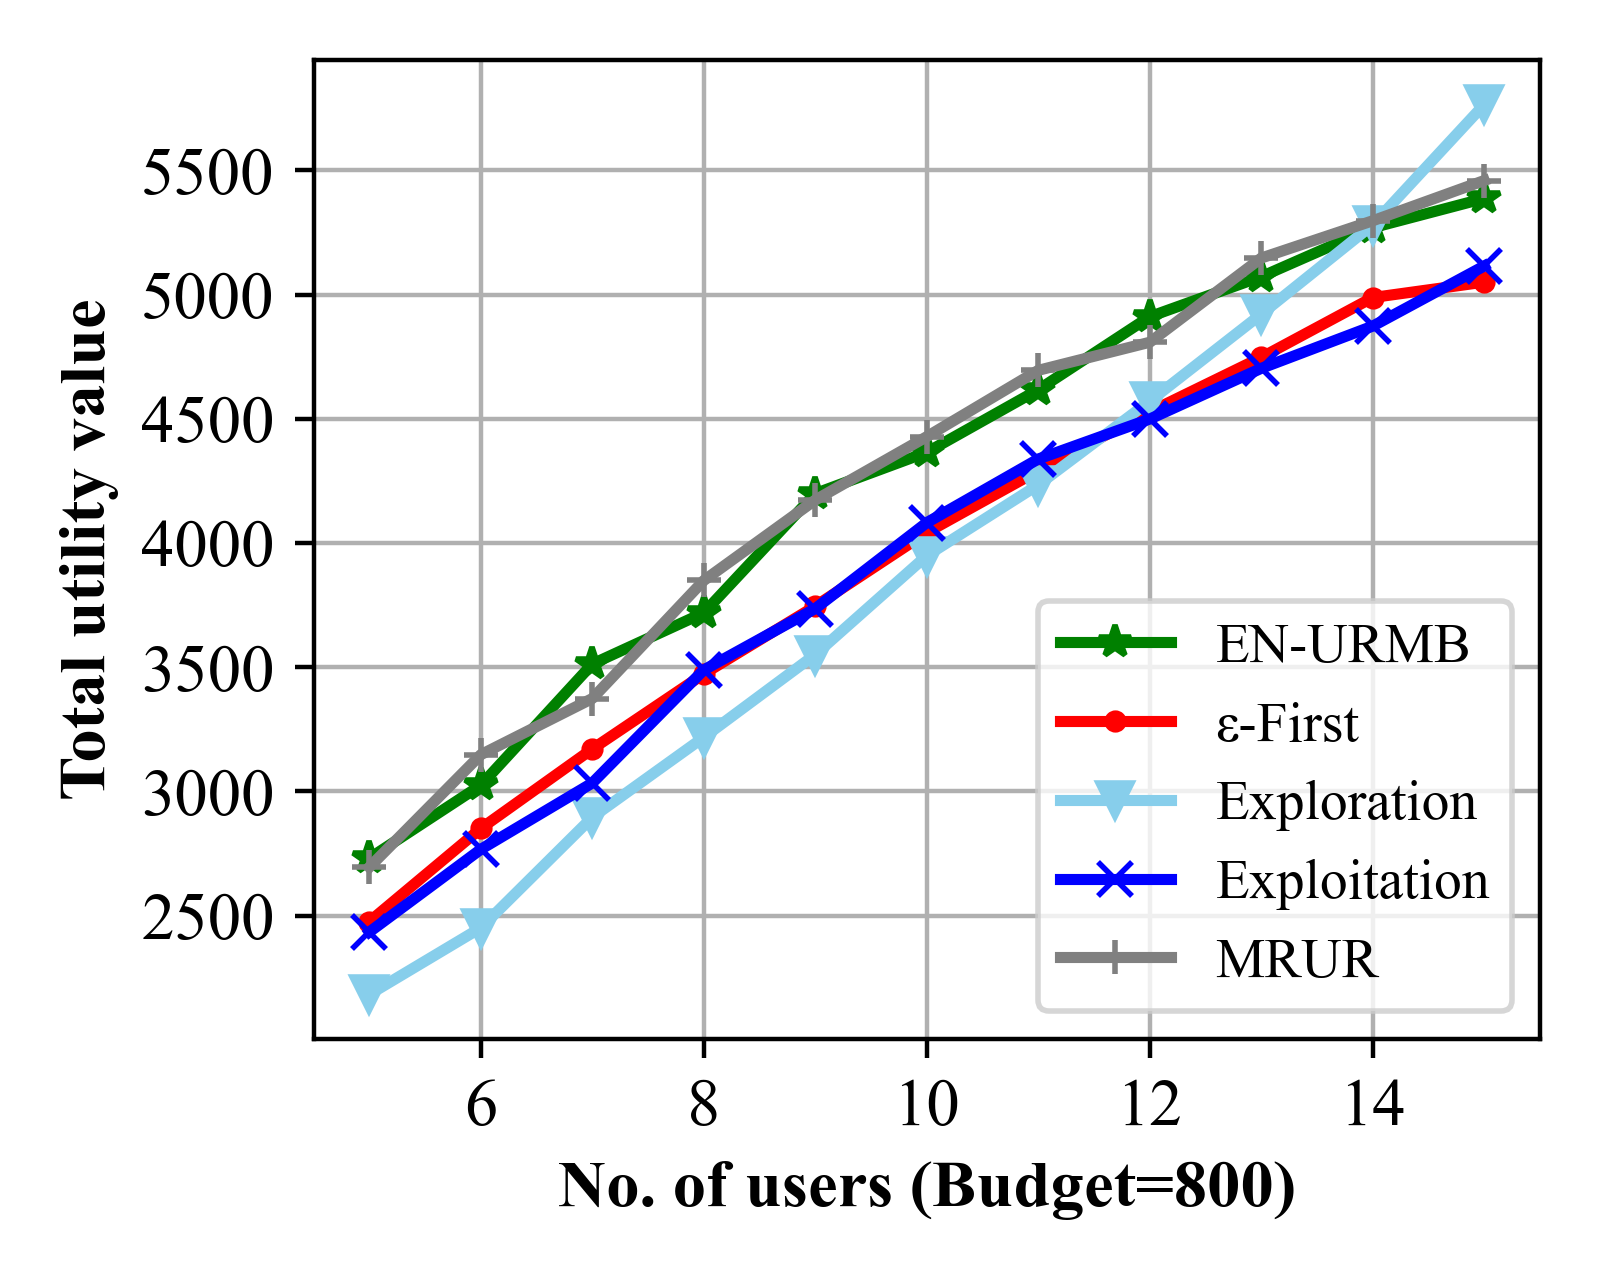 Total utility value
5500
5000
4500
4000
3500
3000
2500
6 8 10 12 14
No. of users (Budget=800)
EN-URMB
ε-First
Exploration
Exploitation
MRUR